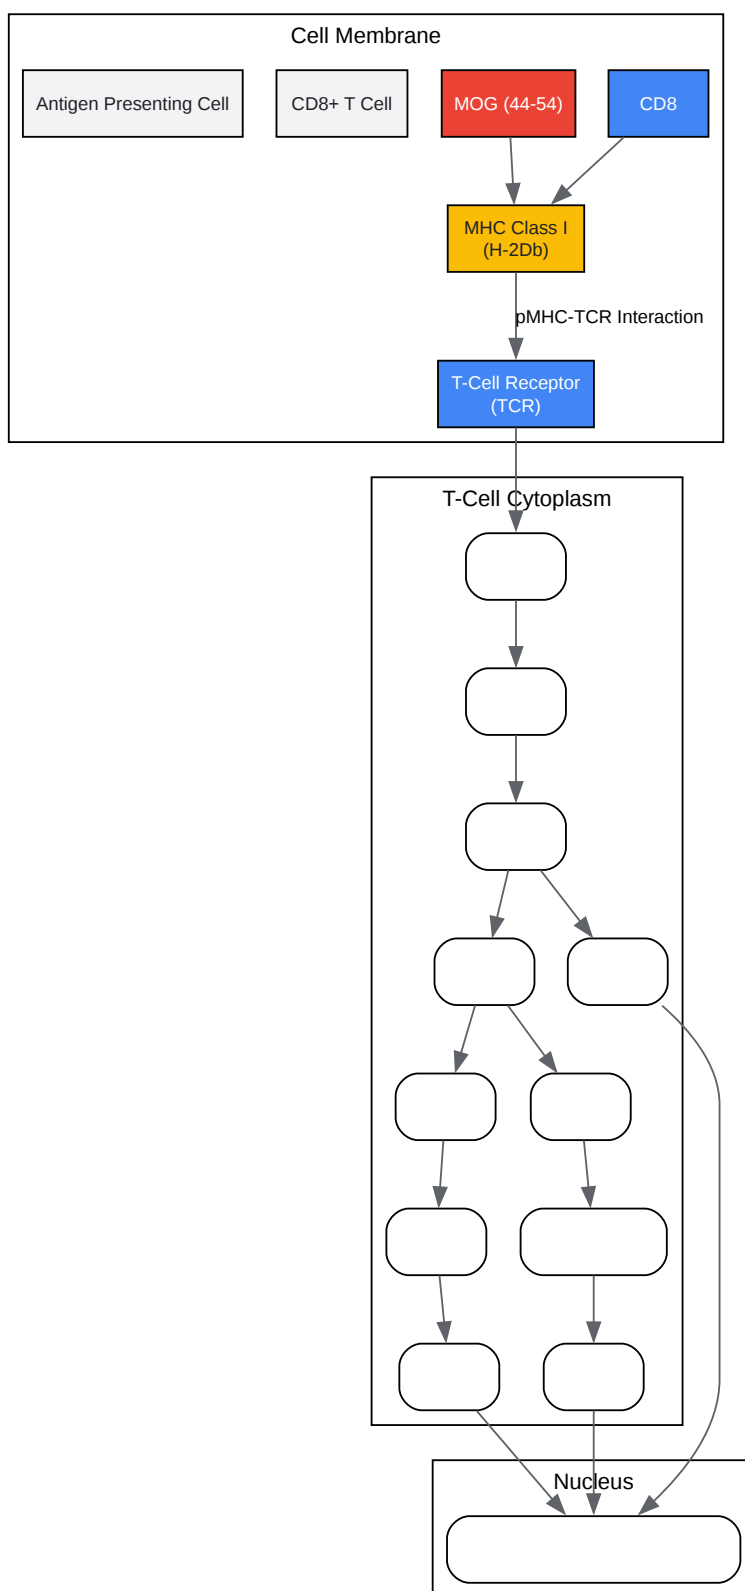 Cell Membrane
Antigen Presenting Cell
CD8+ T Cell
MOG (44-54)
CD8
MHC Class I
(H-2Db)
pMHC-TCR Interaction
T-Cell Receptor
(TCR)
T-Cell Cytoplasm
Nucleus